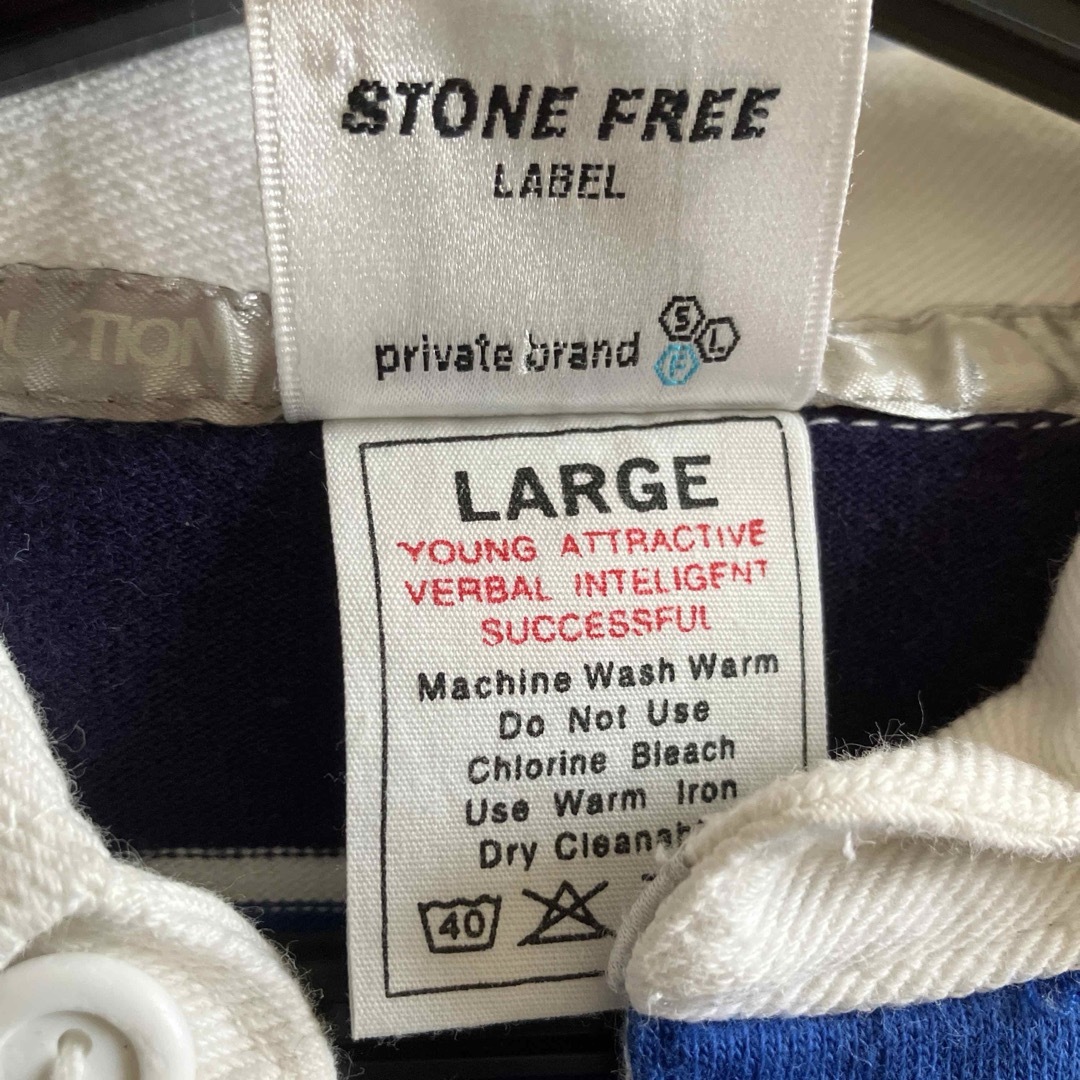 STONE FREE
LABEL
private brand
S
L
F
CTION
LARGE
YOUNG ATTRACTIVE
VERBAL INTELIGENT
SUCCESSFUL
Machine Wash Warm
Do Not Use
Chlorine Bleach
Use Warm Iron
Dry
40